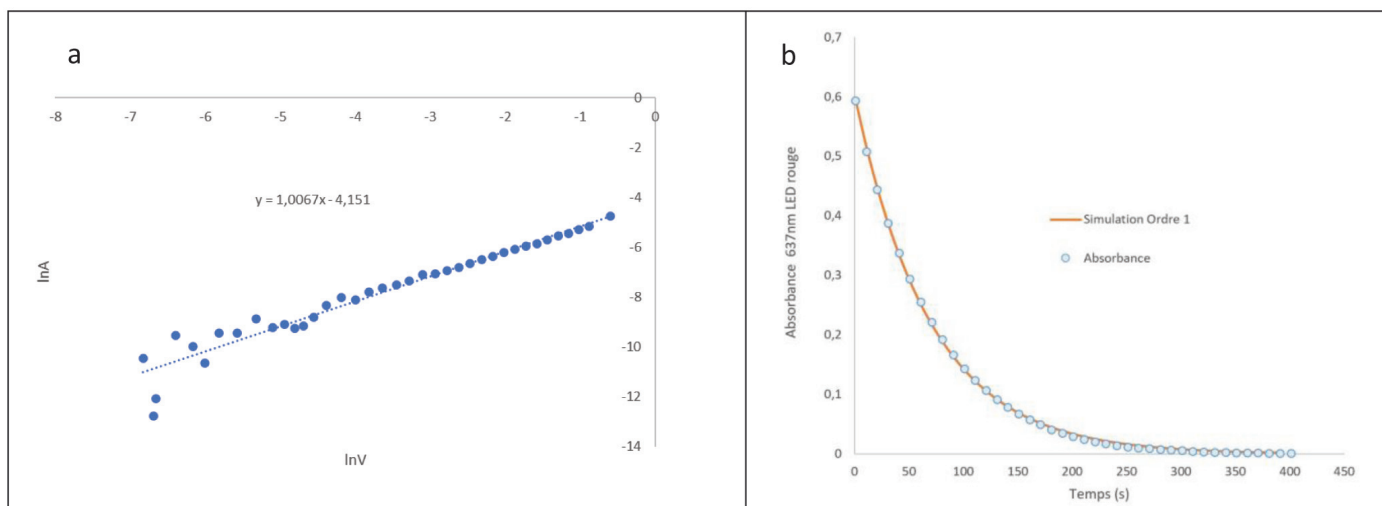 a
0
-8 -7 -6 -5 -4 -3 -2 -1 0
-2
-4
y = 1,0067x - 4,151
-6
lnA
-8
-10
-12
-14
lnV
b
0,7
0,6
0,5
0,4
0,3
0,2
0,1
0
Absorbance 637nm LED rouge
Simulation Ordre 1
Absorbance
0 50 100 150 200 250 300 350 400 450
Temps (s)